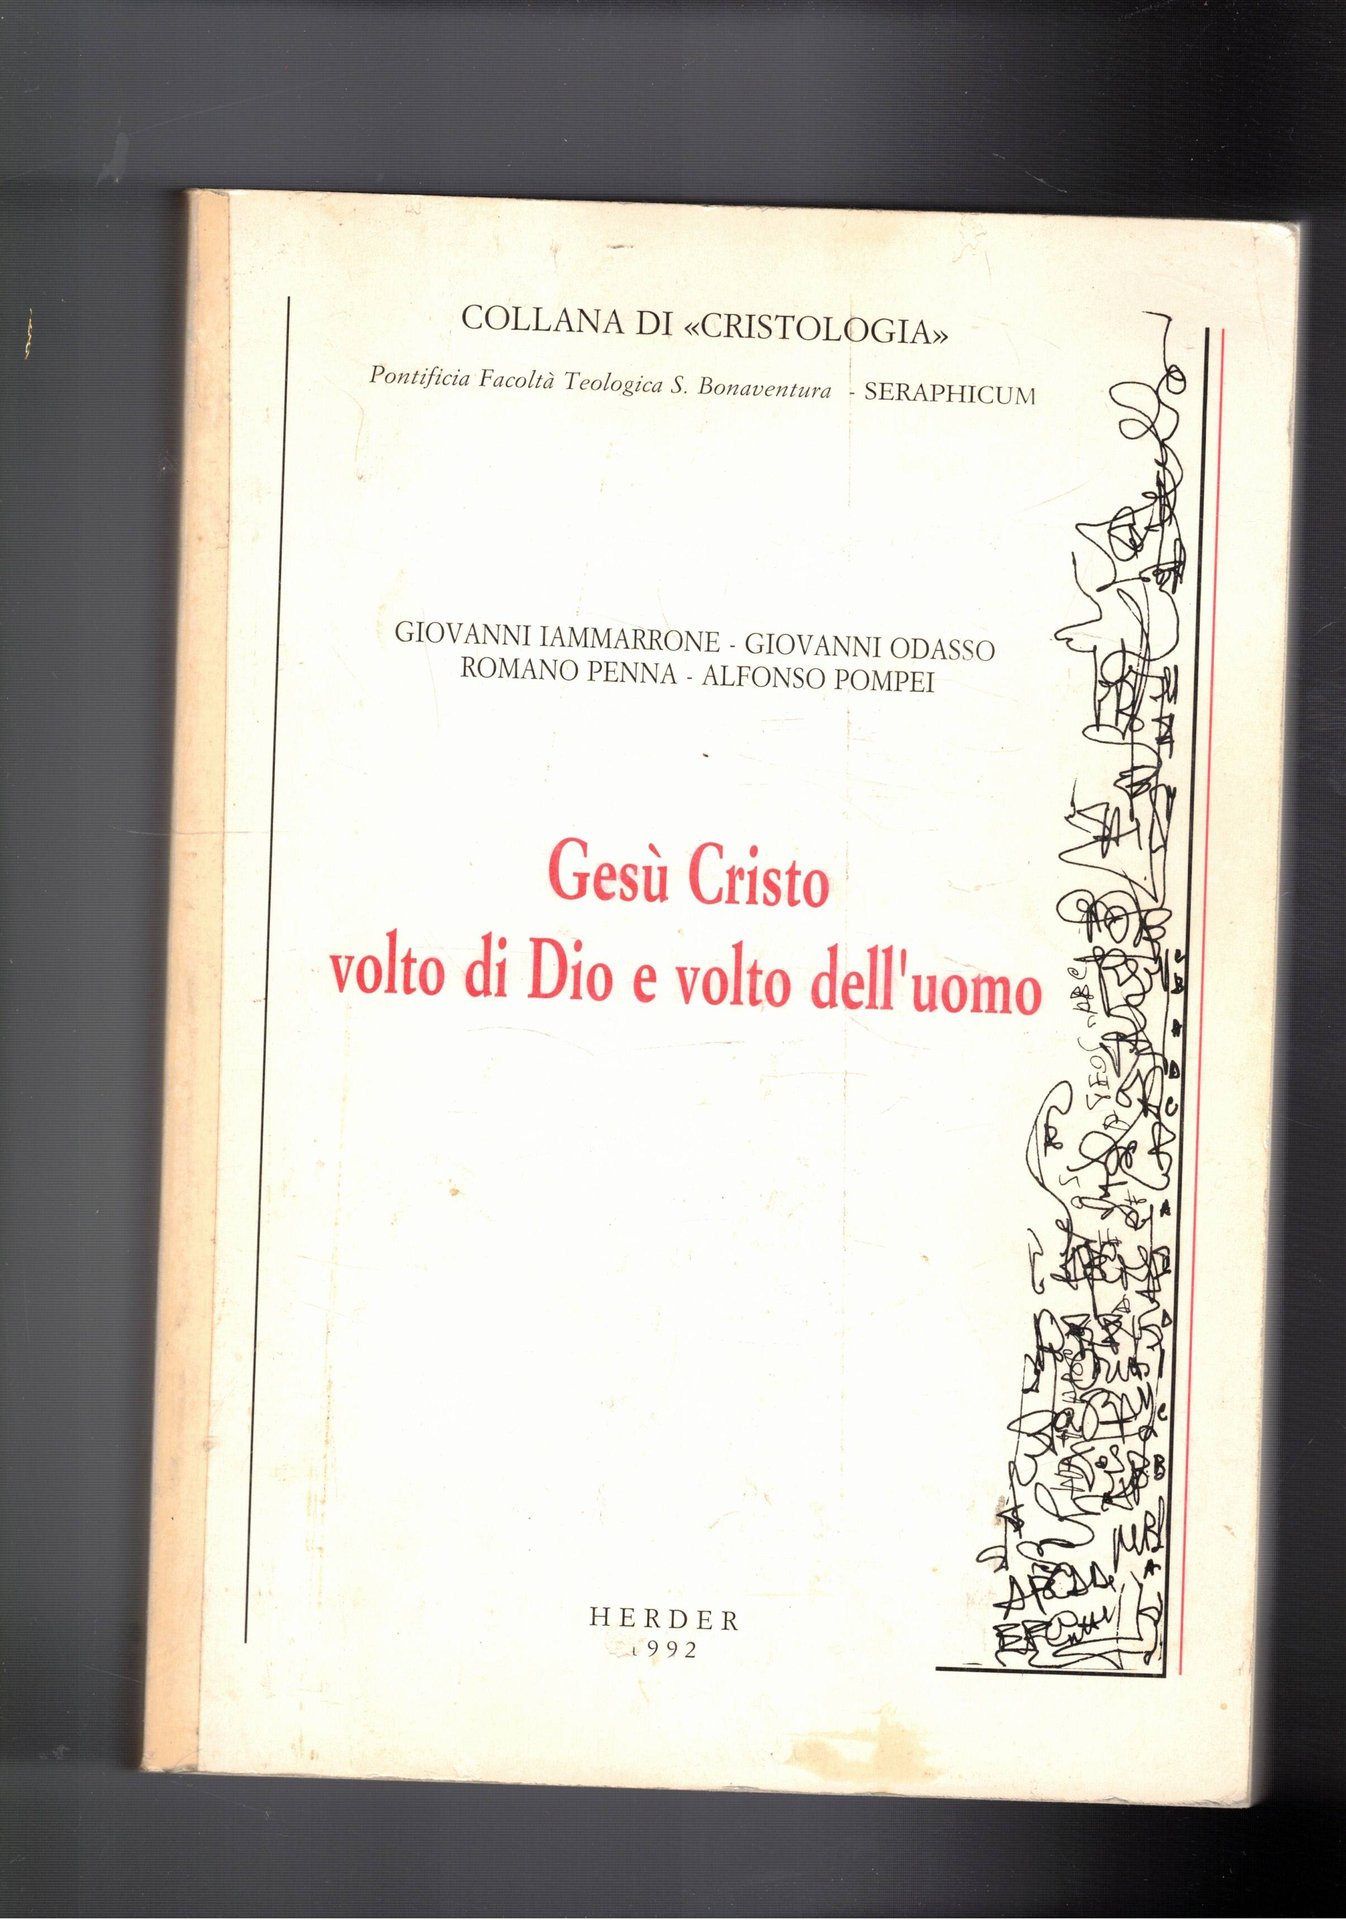 COLLANA DI «CRISTOLOGIA»
Pontificia Facoltà Teologica S. Bonaventura - SERAPHICUM
GIOVANNI IAMMARRONE - GIOVANNI ODASSO
ROMANO PENNA - ALFONSO POMPEI
Gesù Cristo
volto di Dio e volto dell'uomo
HERDER
1992